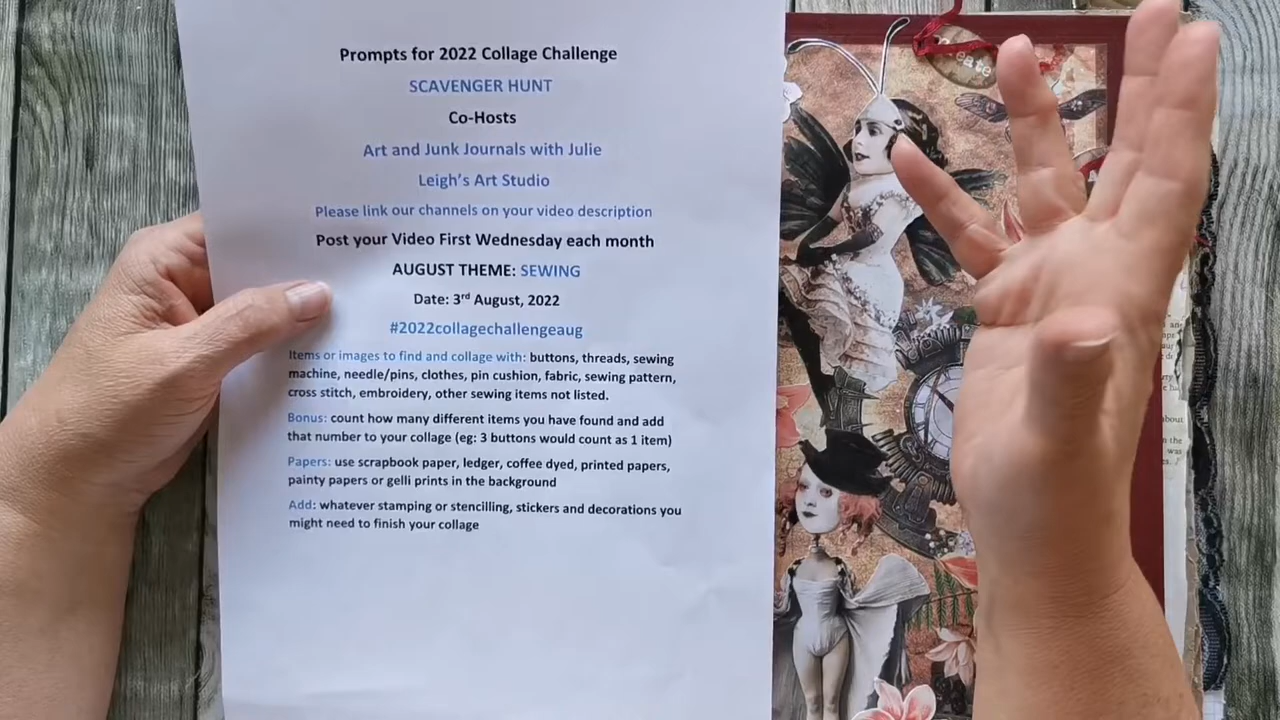 Prompts for 2022 Collage Challenge
SCAVENGER HUNT
Co-Hosts
Art and Junk Journals with Julie
Leigh's Art Studio
Please link our channels on your video description
Post your Video First Wednesday each month
AUGUST THEME: SEWING
Date: 3rd August, 2022
#2022collagechallengeaug
Items or images to find and collage with: buttons, threads, sewing
machine, needle/pins, clothes, pin cushion, fabric, sewing pattern,
cross stitch, embroidery, other sewing items not listed.
Bonus: count how many different items you have found and add
that number to your collage (eg: 3 buttons would count as 1 item)
Papers: use scrapbook paper, ledger, coffee dyed, printed papers,
painty papers or gelli prints in the background
Add: whatever stamping or stencilling, stickers and decorations you
might need to finish your collage
about
the
was